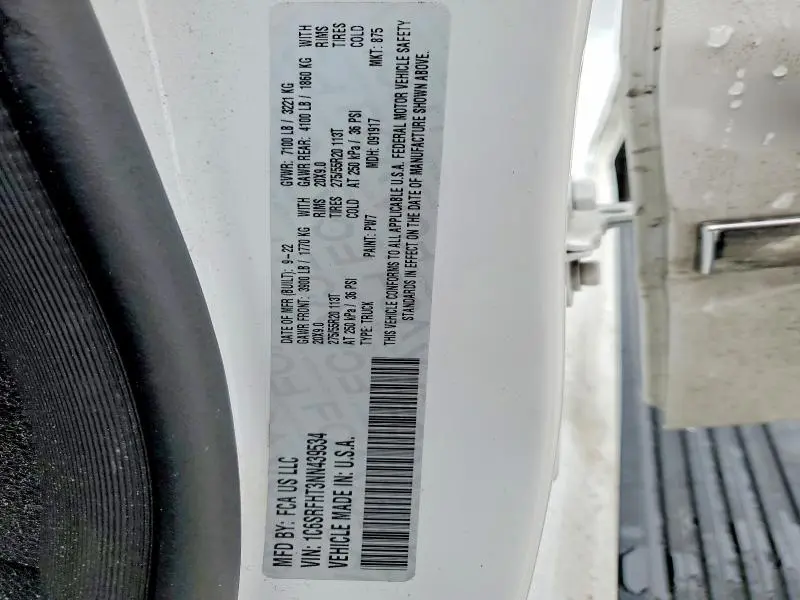 MFD BY: FCA US LLC
DATE OF MFR (BUILT): 9-22
GVWR: 7100 LB / 3221 KG
GAWR FRONT: 3900 LB / 1770 KG WITH
GAWR REAR: 4100 LB / 1860 KG WITH
20X9.0 RIMS
20X9.0 RIMS
275/55R20 113T TIRES
275/55R20 113T TIRES
AT 250 kPa / 36 PSI COLD
AT 250 kPa / 36 PSI COLD
VIN: 1C6SRFHT3NN439534
TYPE: TRUCK
PAINT: PW7
MDH: 091917
MKT: 875
VEHICLE MADE IN: U.S.A.
THIS VEHICLE CONFORMS TO ALL APPLICABLE U.S.A. FEDERAL MOTOR VEHICLE SAFETY
STANDARDS IN EFFECT ON THE DATE OF MANUFACTURE SHOWN ABOVE.